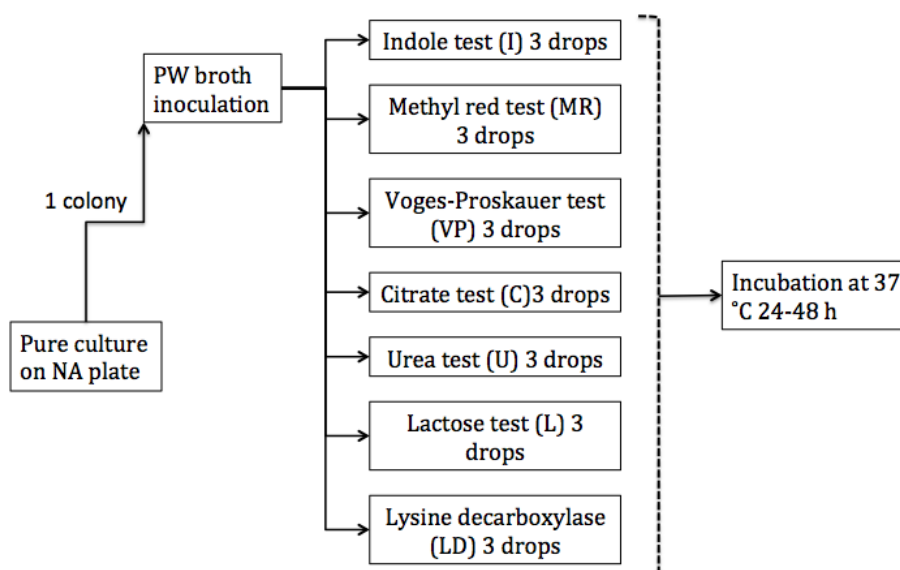 Pure culture
on NA plate
1 colony
PW broth
inoculation
Indole test (I) 3 drops
Methyl red test (MR)
3 drops
Voges-Proskauer test
(VP) 3 drops
Citrate test (C)3 drops
Urea test (U) 3 drops
Lactose test (L) 3
drops
Lysine decarboxylase
(LD) 3 drops
Incubation at 37
˚C 24-48 h